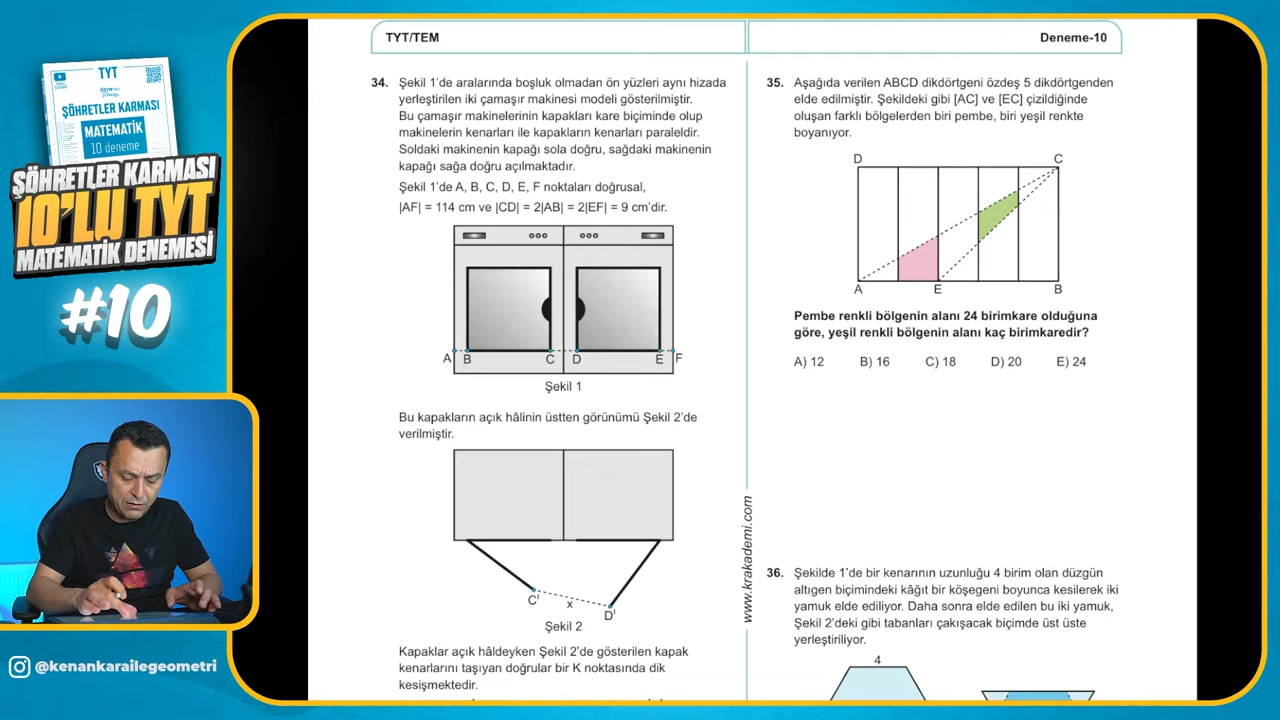 TYT/TEM
Deneme-10
34. Şekil 1'de aralarında boşluk olmadan ön yüzleri aynı hizada
yerleştirilen iki çamaşır makinesi modeli gösterilmiştir.
Bu çamaşır makinelerinin kapakları kare biçiminde olup
makinelerin kenarları ile kapakların kenarları paraleldir.
Soldaki makinenin kapağı sola doğru, sağdaki makinenin
kapağı sağa doğru açılmaktadır.
Şekil 1'de A, B, C, D, E, F noktaları doğrusal,
|AF| = 114 cm ve |CD| = 2|AB| = 2|EF| = 9 cm'dir.
A B C D E F
Şekil 1
Bu kapakların açık hâlinin üstten görünümü Şekil 2'de
verilmiştir.
C' x D'
Şekil 2
Kapaklar açık hâldeyken Şekil 2'de gösterilen kapak
kenarlarını taşıyan doğrular bir K noktasında dik
kesişmektedir.
www.krakademi.com
35. Aşağıda verilen ABCD dikdörtgeni özdeş 5 dikdörtgenden
elde edilmiştir. Şekildeki gibi [AC] ve [EC] çizildiğinde
oluşan farklı bölgelerden biri pembe, biri yeşil renkte
boyanıyor.
D C
A E B
Pembe renkli bölgenin alanı 24 birimkare olduğuna
göre, yeşil renkli bölgenin alanı kaç birimkaredir?
A) 12 B) 16 C) 18 D) 20 E) 24
36. Şekilde 1'de bir kenarının uzunluğu 4 birim olan düzgün
altıgen biçimindeki kâğıt bir köşegeni boyunca kesilerek iki
yamuk elde ediliyor. Daha sonra elde edilen bu iki yamuk,
Şekil 2'deki gibi tabanları çakışacak biçimde üst üste
yerleştiriliyor.
4
TYT
ŞÖHRETLER KARMASI
MATEMATİK
10 deneme
ŞÖHRETLER KARMASI
10'LU TYT
MATEMATİK DENEMESİ
#10
@kenankarailegeometri